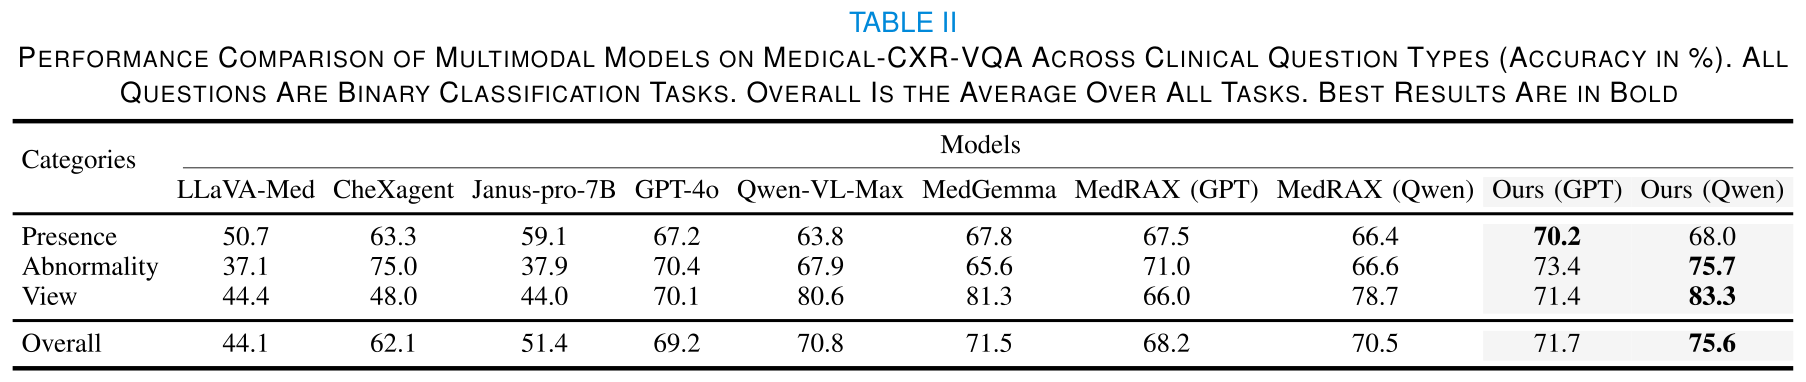 TABLE II
PERFORMANCE COMPARISON OF MULTIMODAL MODELS ON MEDICAL-CXR-VQA ACROSS CLINICAL QUESTION TYPES (ACCURACY IN %). ALL
QUESTIONS ARE BINARY CLASSIFICATION TASKS. OVERALL IS THE AVERAGE OVER ALL TASKS. BEST RESULTS ARE IN BOLD
Categories Models
LLaVA-Med CheXagent Janus-pro-7B GPT-4o Qwen-VL-Max MedGemma MedRAX (GPT) MedRAX (Qwen) Ours (GPT) Ours (Qwen)
Presence 50.7 63.3 59.1 67.2 63.8 67.8 67.5 66.4 70.2 68.0
Abnormality 37.1 75.0 37.9 70.4 67.9 65.6 71.0 66.6 73.4 75.7
View 44.4 48.0 44.0 70.1 80.6 81.3 66.0 78.7 71.4 83.3
Overall 44.1 62.1 51.4 69.2 70.8 71.5 68.2 70.5 71.7 75.6